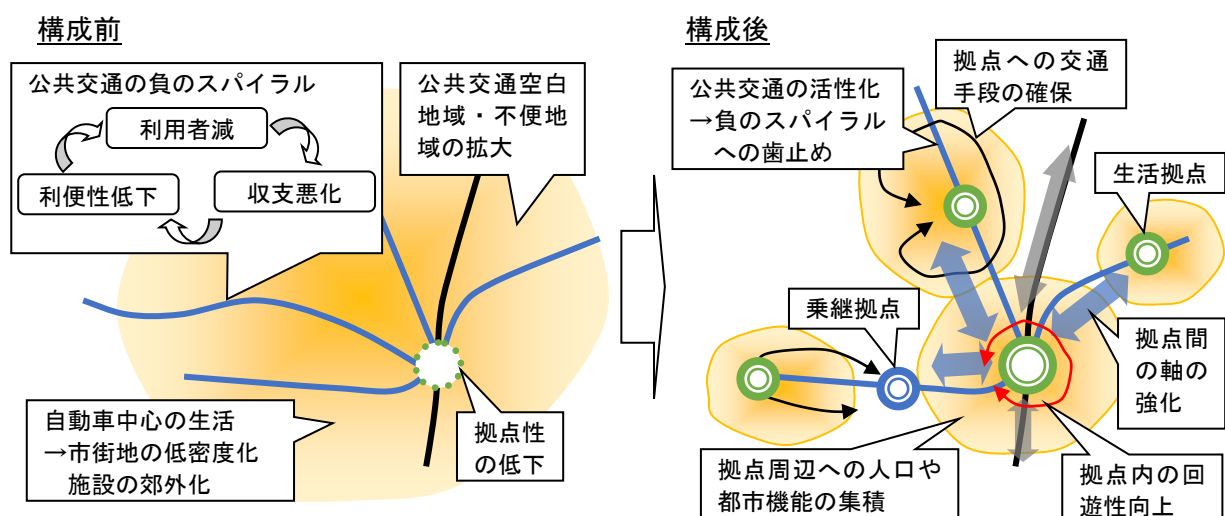 構成前
公共交通の負のスパイラル
利用者減
利便性低下
収支悪化
公共交通空白
地域・不便地
域の拡大
自動車中心の生活
→市街地の低密度化
施設の郊外化
拠点性
の低下
構成後
公共交通の活性化
→負のスパイラル
への歯止め
拠点への交通
手段の確保
生活拠点
乗継拠点
拠点間
の軸の
強化
拠点周辺への人口や
都市機能の集積
拠点内の回
遊性向上